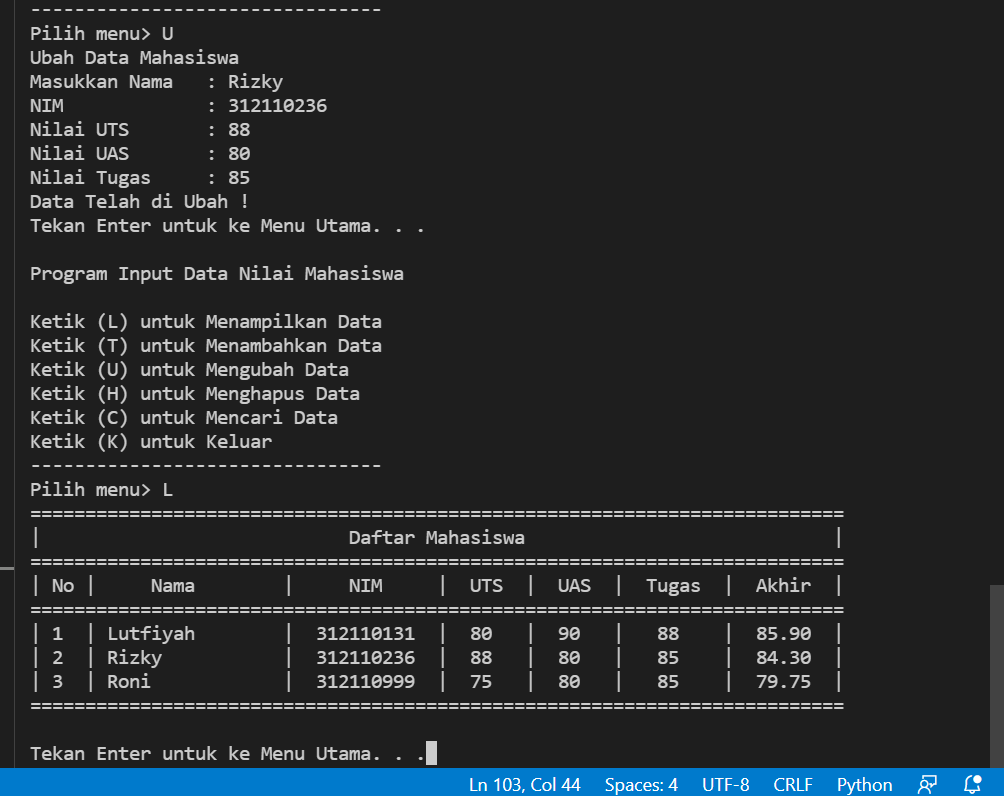 --------------------------------
Pilih menu> U
Ubah Data Mahasiswa
Masukkan Nama   : Rizky
NIM             : 312110236
Nilai UTS       : 88
Nilai UAS       : 80
Nilai Tugas     : 85
Data Telah di Ubah !
Tekan Enter untuk ke Menu Utama. . .
Program Input Data Nilai Mahasiswa
Ketik (L) untuk Menampilkan Data
Ketik (T) untuk Menambahkan Data
Ketik (U) untuk Mengubah Data
Ketik (H) untuk Menghapus Data
Ketik (C) untuk Mencari Data
Ketik (K) untuk Keluar
--------------------------------
Pilih menu> L
==========================================================================
|                            Daftar Mahasiswa                            |
==========================================================================
| No |     Nama        |     NIM     |  UTS  |  UAS  |  Tugas  |  Akhir  |
==========================================================================
| 1  | Lutfiyah        |  312110131  |  80   |  90   |   88    |  85.90  |
| 2  | Rizky           |  312110236  |  88   |  80   |   85    |  84.30  |
| 3  | Roni            |  312110999  |  75   |  80   |   85    |  79.75  |
==========================================================================
Tekan Enter untuk ke Menu Utama. . .
Ln 103, Col 44   Spaces: 4   UTF-8   CRLF   Python